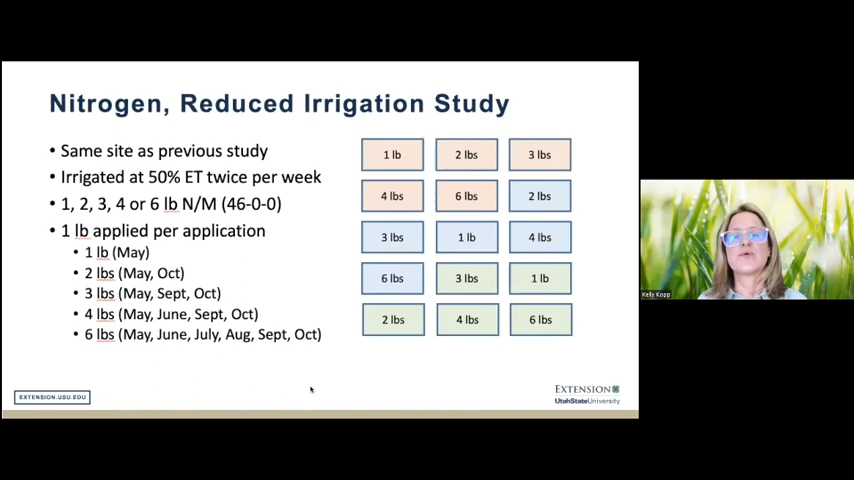 Nitrogen, Reduced Irrigation Study
• Same site as previous study
• Irrigated at 50% ET twice per week
• 1, 2, 3, 4 or 6 lb N/M (46-0-0)
• 1 lb applied per application
• 1 lb (May)
• 2 lbs (May, Oct)
• 3 lbs (May, Sept, Oct)
• 4 lbs (May, June, Sept, Oct)
• 6 lbs (May, June, July, Aug, Sept, Oct)
1 lb 2 lbs 3 lbs
4 lbs 6 lbs 2 lbs
3 lbs 1 lb 4 lbs
6 lbs 3 lbs 1 lb
2 lbs 4 lbs 6 lbs
EXTENSION.USU.EDU
EXTENSION
UtahStateUniversity
Kelly Kopp